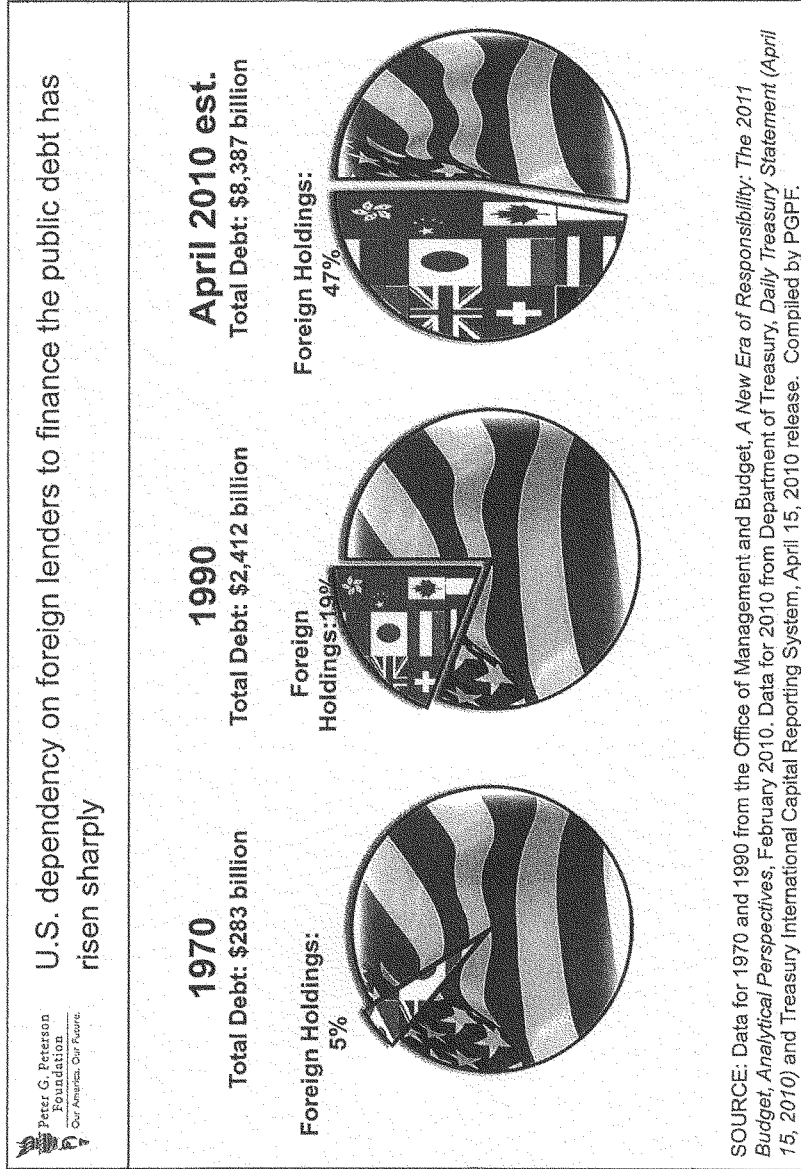 Peter G. Peterson
Foundation
Our America. Our Future.
U.S. dependency on foreign lenders to finance the public debt has
risen sharply
1970
Total Debt: $283 billion
Foreign Holdings:
5%
1990
Total Debt: $2,412 billion
Foreign
Holdings:19%
April 2010 est.
Total Debt: $8,387 billion
Foreign Holdings:
47%
SOURCE: Data for 1970 and 1990 from the Office of Management and Budget, A New Era of Responsibility: The 2011
Budget, Analytical Perspectives, February 2010. Data for 2010 from Department of Treasury, Daily Treasury Statement (April
15, 2010) and Treasury International Capital Reporting System, April 15, 2010 release. Compiled by PGPF.